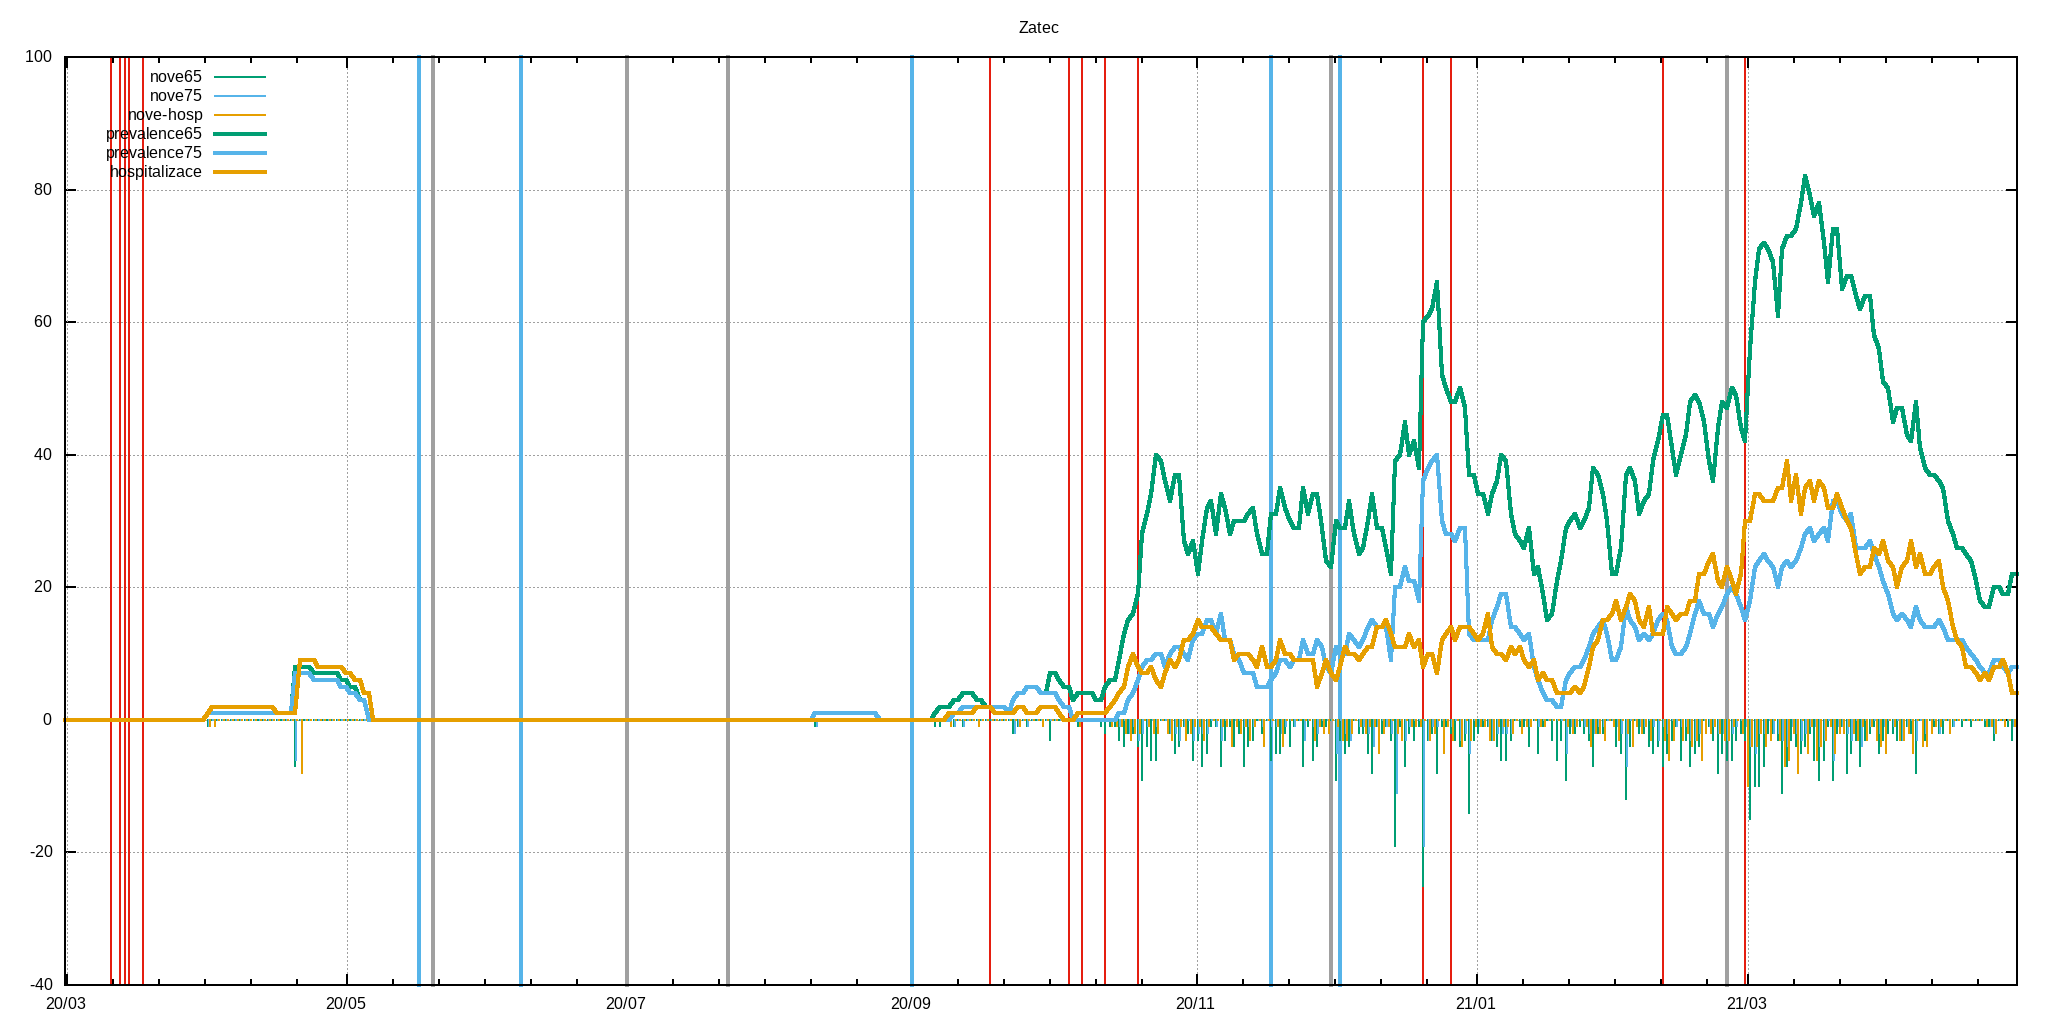 Zatec
100
80
60
40
20
0
-20
-40
nove65
nove75
nove-hosp
prevalence65
prevalence75
hospitalizace
20/03 20/05 20/07 20/09 20/11 21/01 21/03